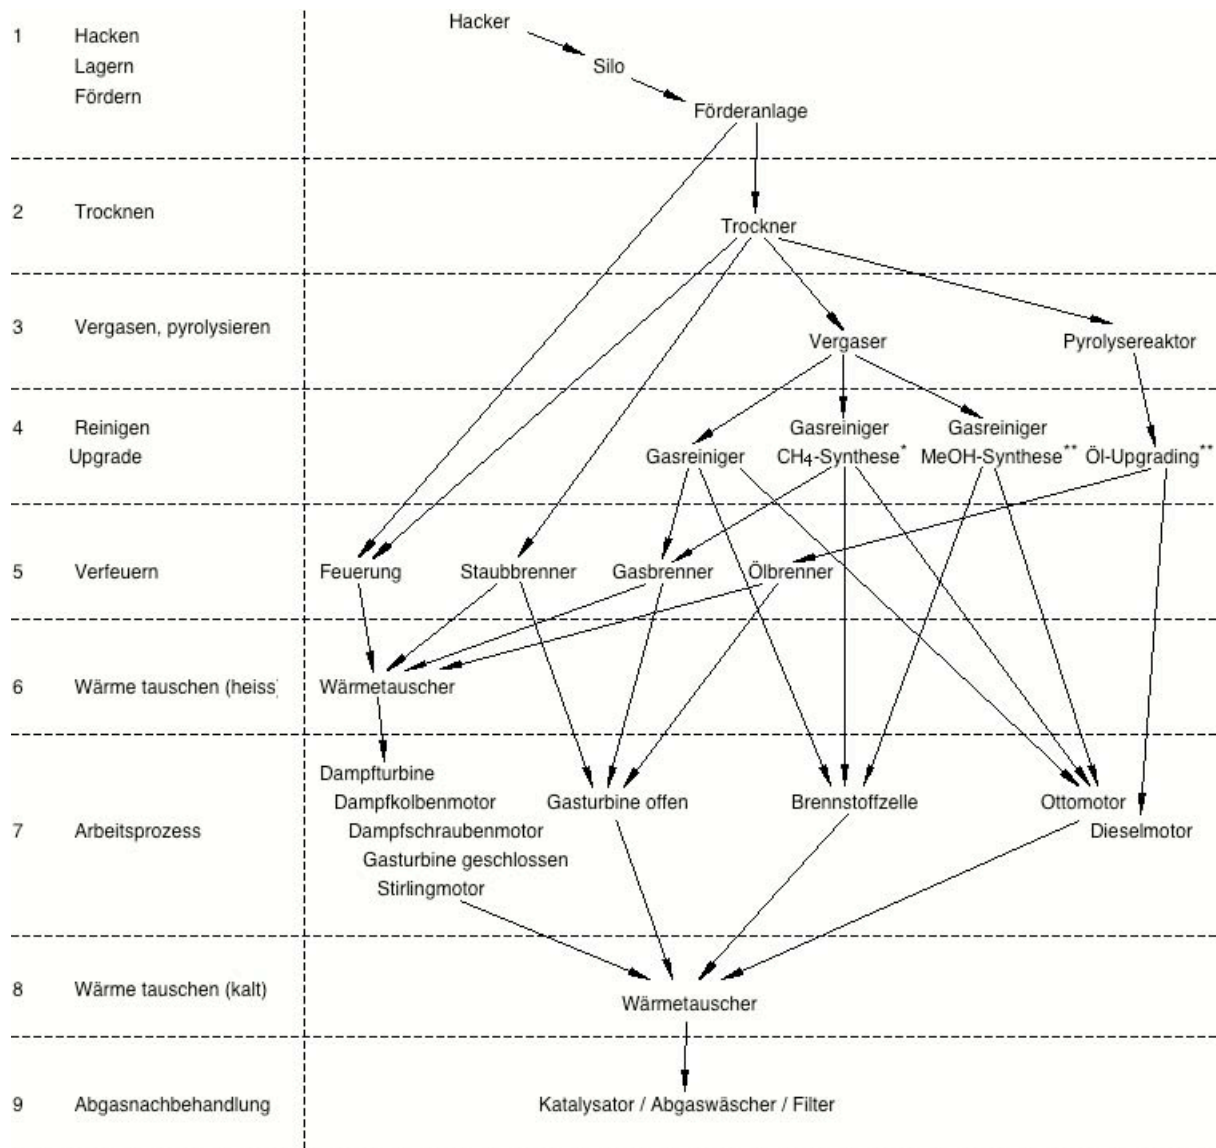 Hacker
1 Hacken
Silo
Lagern
Fördern
Förderanlage
2 Trocknen
Trockner
3 Vergasen, pyrolysieren
Vergaser Pyrolysereaktor
4 Reinigen Gasreiniger Gasreiniger
Upgrade Gasreiniger CH4-Synthese* MeOH-Synthese** Öl-Upgrading**
5 Verfeuern Feuerung Staubbrenner Gasbrenner Ölbrenner
6 Wärme tauschen (heiss) Wärmetauscher
Dampfturbine
Dampfkolbenmotor Gasturbine offen Brennstoffzelle Ottomotor
7 Arbeitsprozess Dampfschraubenmotor Dieselmotor
Gasturbine geschlossen
Stirlingmotor
8 Wärme tauschen (kalt)
Wärmetauscher
9 Abgasnachbehandlung Katalysator / Abgaswäscher / Filter